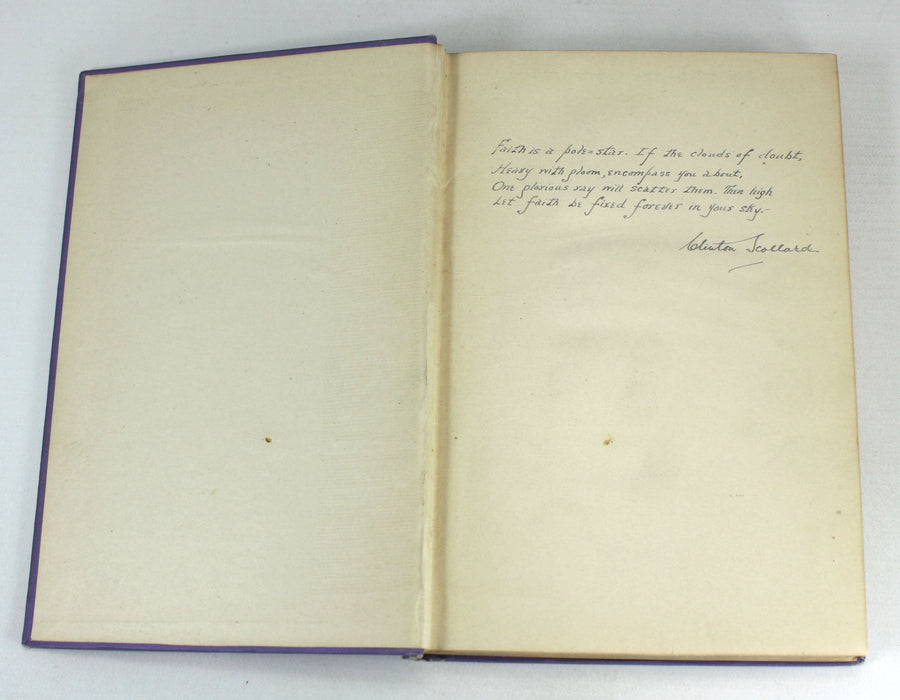 Faith is a pole=star. If the clouds of doubt,
Heavy with gloom, encompass you about,
One glorious ray will scatter them. Then high
Let faith be fixed forever in your sky.-
Clinton Scollard